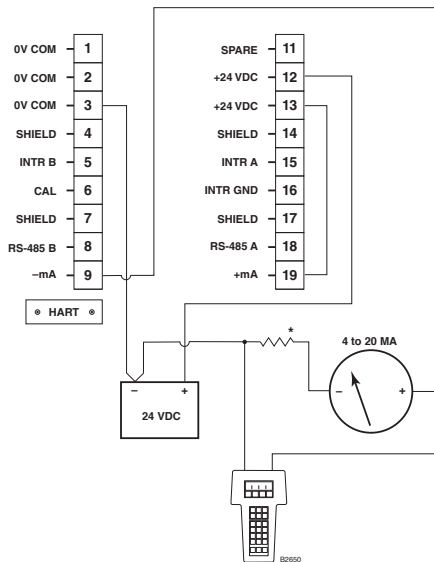 0V COM 1
0V COM 2
0V COM 3
SHIELD 4
INTR B 5
CAL 6
SHIELD 7
RS-485 B 8
–mA 9
HART
SPARE 11
+24 VDC 12
+24 VDC 13
SHIELD 14
INTR A 15
INTR GND 16
SHIELD 17
RS-485 A 18
+mA 19
– +
24 VDC
*
4 to 20 MA
– +
B2650